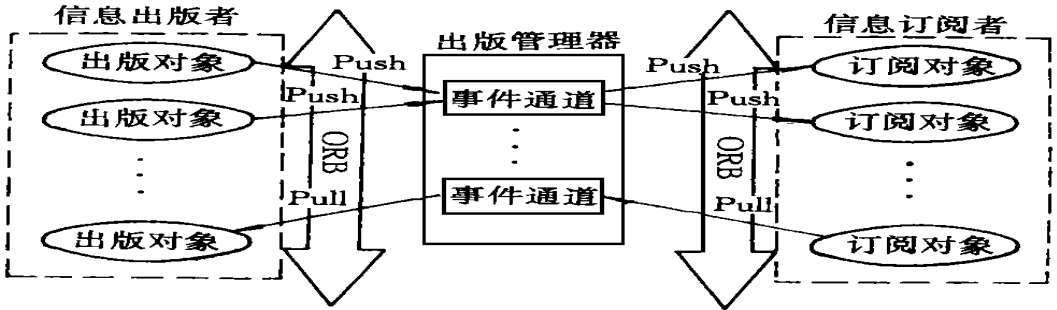 信息出版者
出版对象
出版对象
出版对象
Push
Push
ORB
Pull
出版管理器
事件通道
事件通道
Push
Push
ORB
Pull
信息订阅者
订阅对象
订阅对象
订阅对象